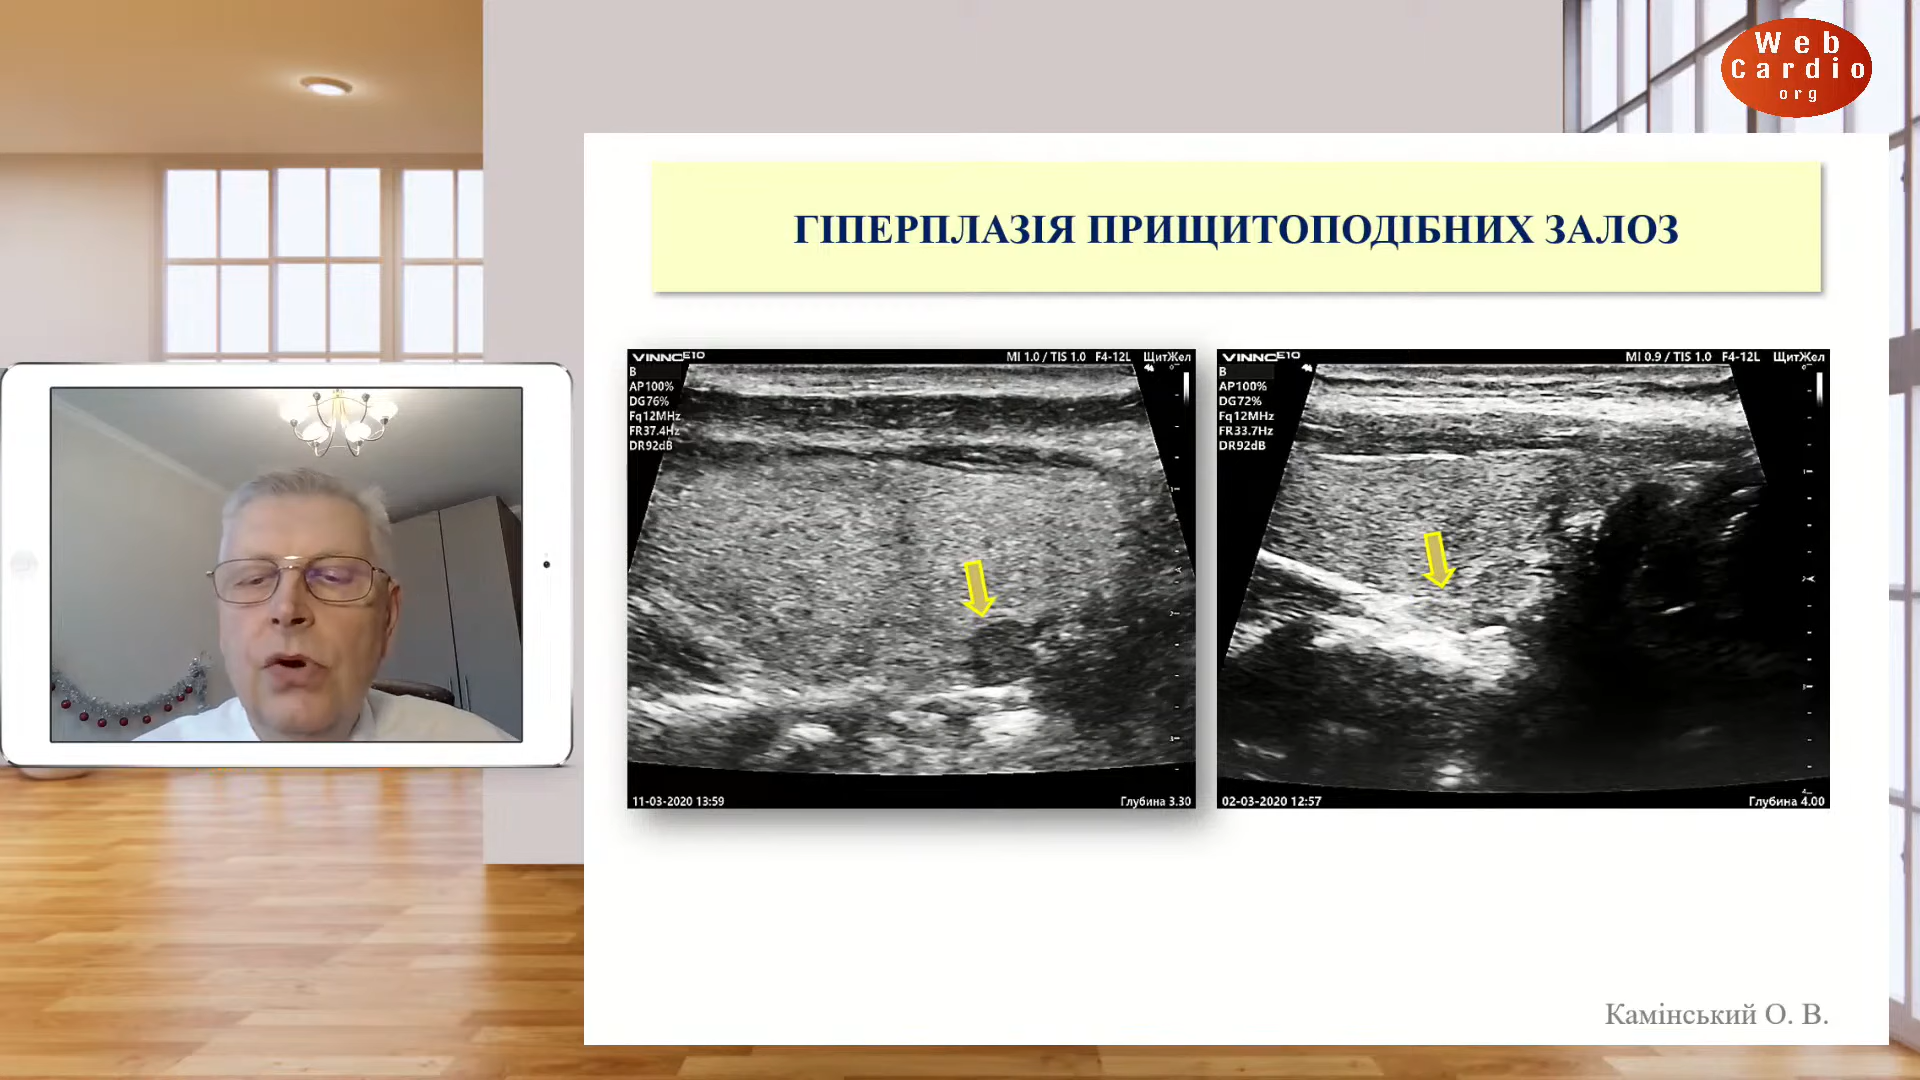 Web
Cardio
org
ГІПЕРПЛАЗІЯ ПРИЩИТОПОДІБНИХ ЗАЛОЗ
VINNO E10
MI 1.0 / TIS 1.0 F4-12L ЩитЖел
B
AP100%
DG76%
Fq12MHz
FR37.4Hz
DR92dB
11-03-2020 13:59
Глубина 3.30
VINNO E10
MI 0.9 / TIS 1.0 F4-12L ЩитЖел
B
AP100%
DG72%
Fq12MHz
FR33.7Hz
DR92dB
02-03-2020 12:57
Глубина 4.00
Камінський О. В.